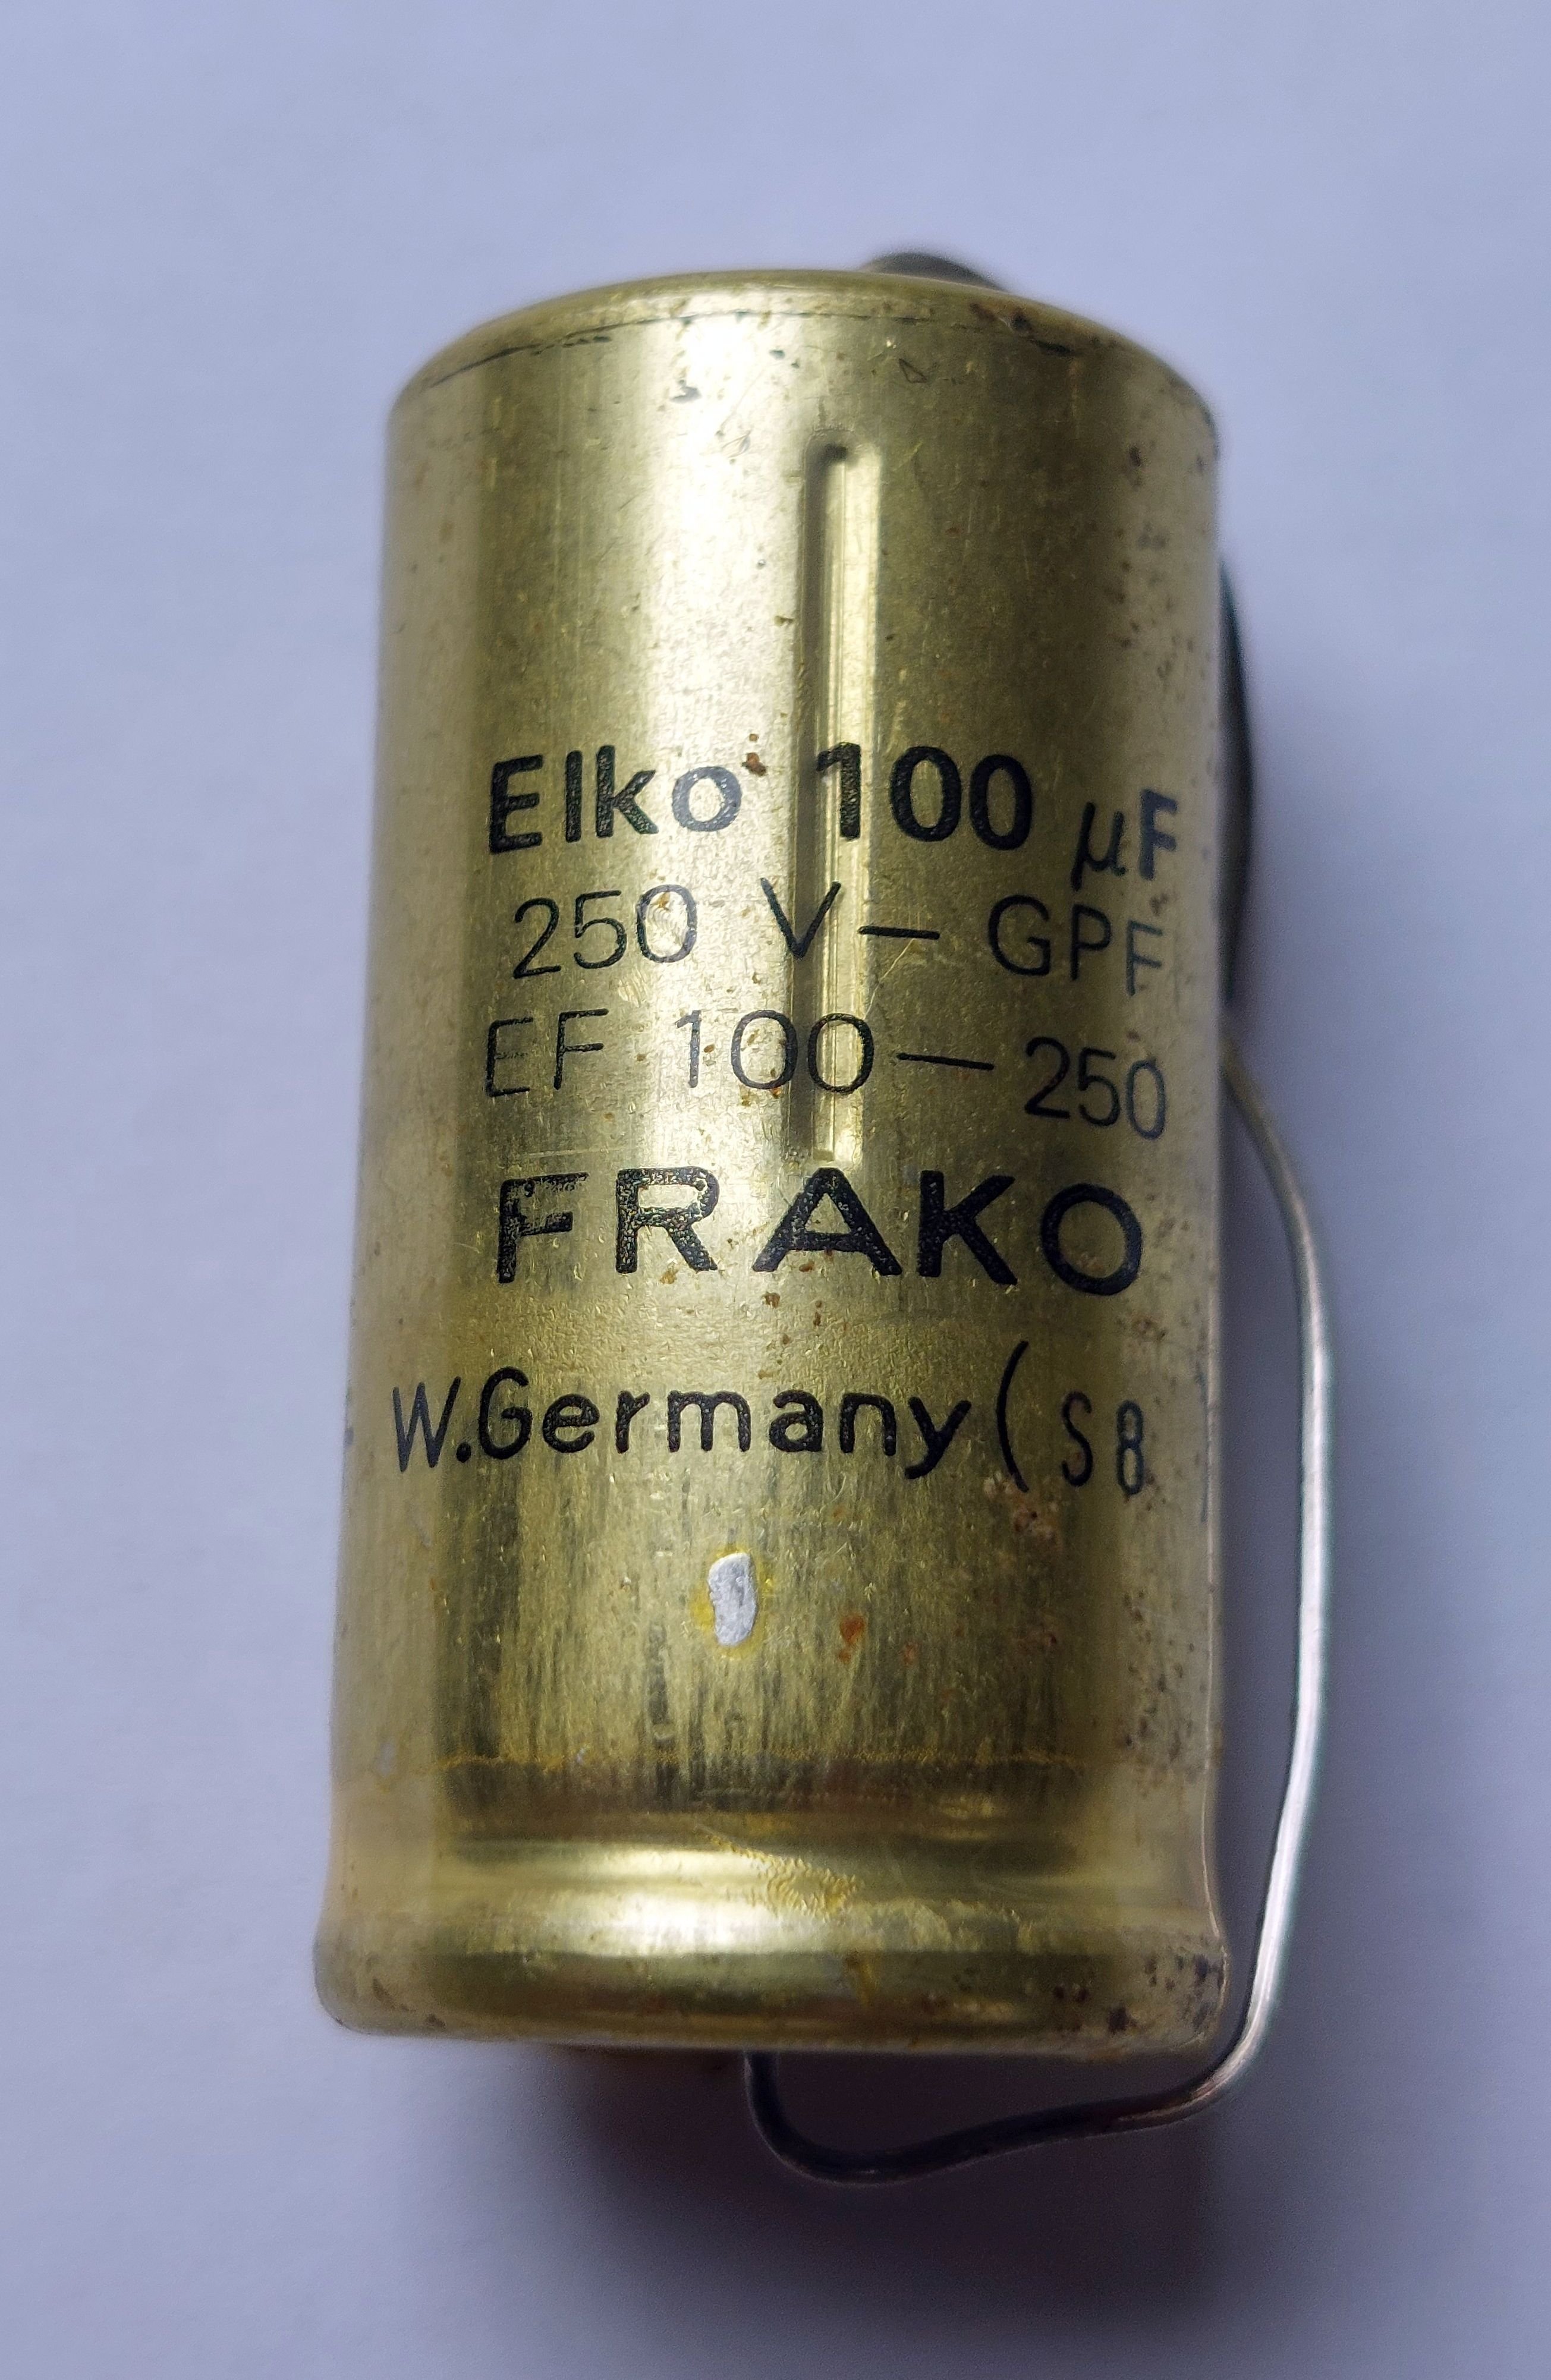 Elko 100 µF
250 V— GPF
EF 100—250
FRAKO
W.Germany (S8)